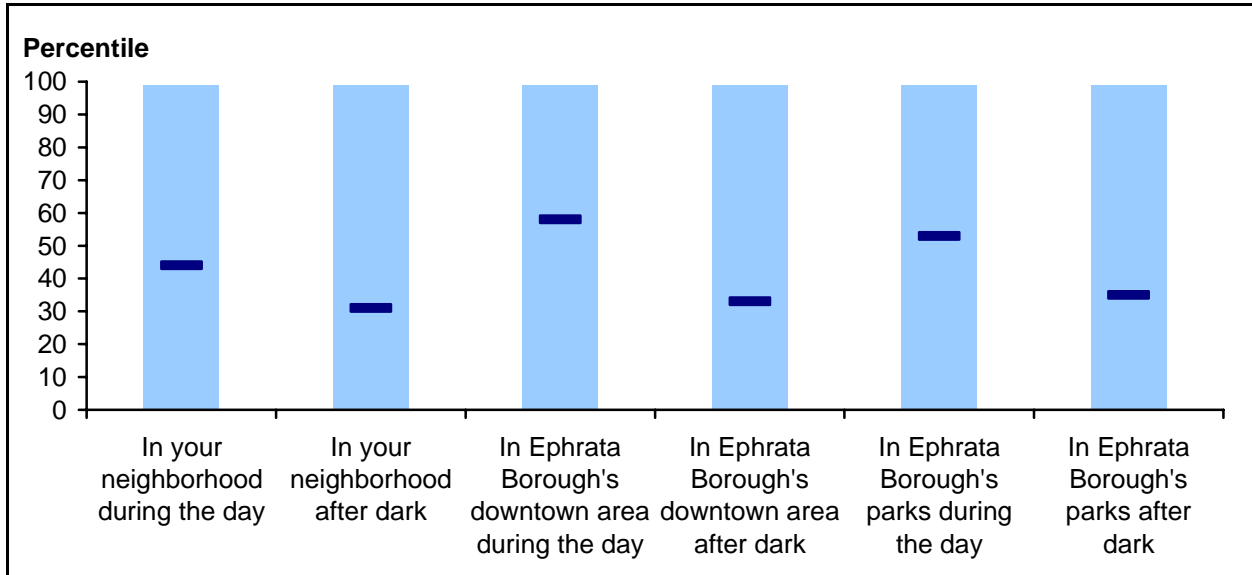 Percentile
100
90
80
70
60
50
40
30
20
10
0
In your
neighborhood
during the day
In your
neighborhood
after dark
In Ephrata
Borough's
downtown area
during the day
In Ephrata
Borough's
downtown area
after dark
In Ephrata
Borough's
parks during
the day
In Ephrata
Borough's
parks after
dark